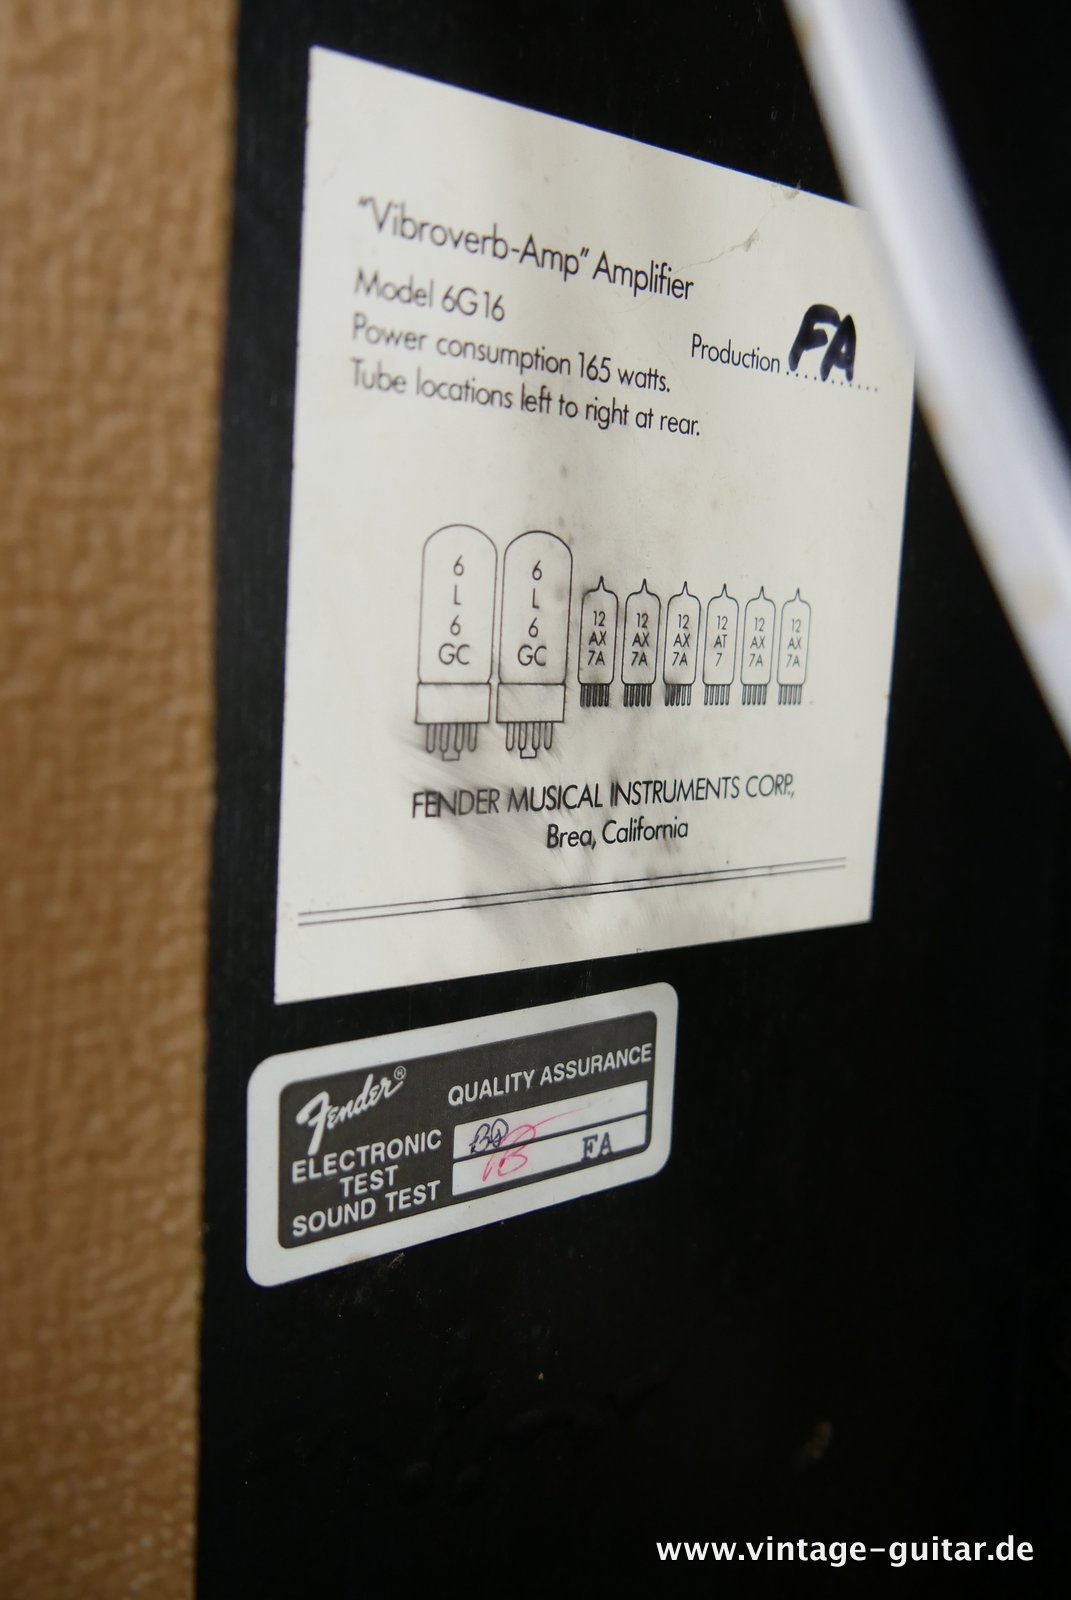 "Vibroverb-Amp" Amplifier
Model 6G16
Production FA
Power consumption 165 watts.
Tube locations left to right at rear.
6 L 6 GC
6 L 6 GC
12 AX 7A
12 AX 7A
12 AX 7A
12 AT 7
12 AX 7A
12 AX 7A
FENDER MUSICAL INSTRUMENTS CORP.,
Brea, California
Fender®
QUALITY ASSURANCE
ELECTRONIC
TEST
SOUND TEST
FA
www.vintage-guitar.de